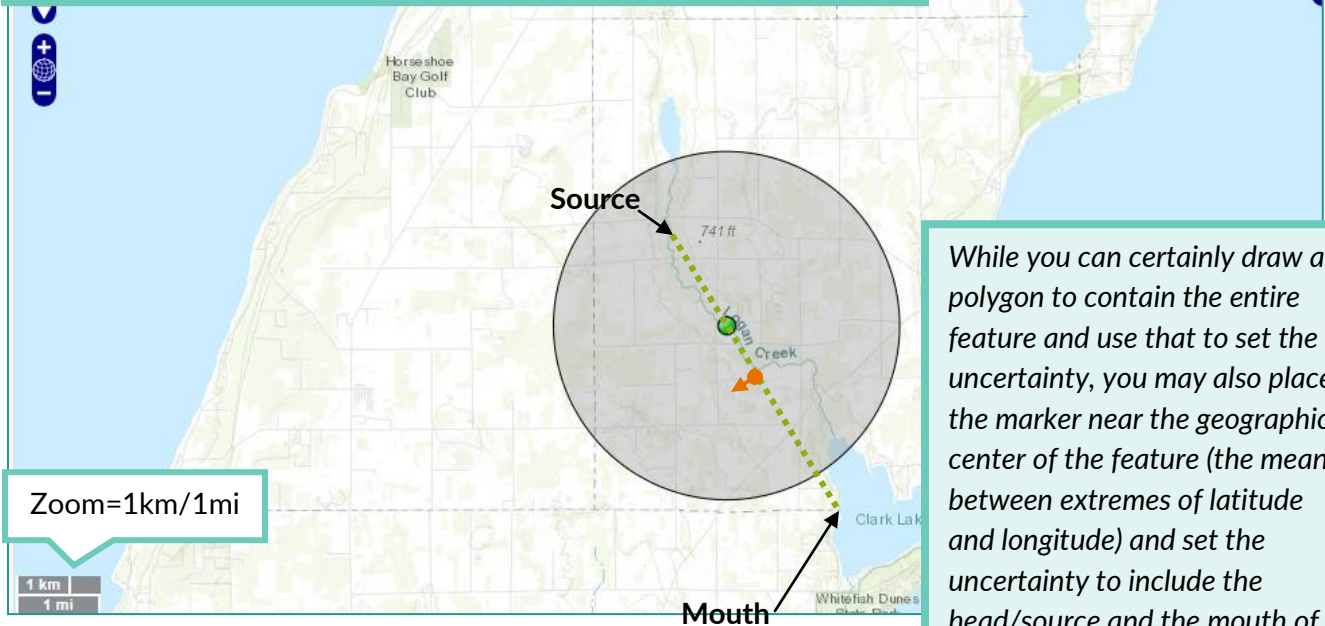 Horseshoe
Bay Golf
Club
Source
741 ft
Logan
Creek
While you can certainly draw a
polygon to contain the entire
feature and use that to set the
uncertainty, you may also place
the marker near the geographic
center of the feature (the mean
between extremes of latitude
and longitude) and set the
uncertainty to include the
head/source and the mouth of
Zoom=1km/1mi
Clark Lak
1 km
1 mi
Whitefish Dunes
State Park
Mouth